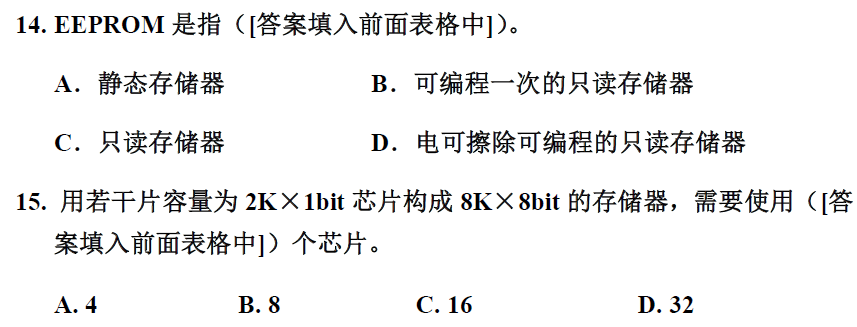 14. EEPROM 是指（[答案填入前面表格中]）。
A．静态存储器 B．可编程一次的只读存储器
C．只读存储器 D．电可擦除可编程的只读存储器
15. 用若干片容量为 2K×1bit 芯片构成 8K×8bit 的存储器，需要使用（[答
案填入前面表格中]）个芯片。
A. 4 B. 8 C. 16 D. 32